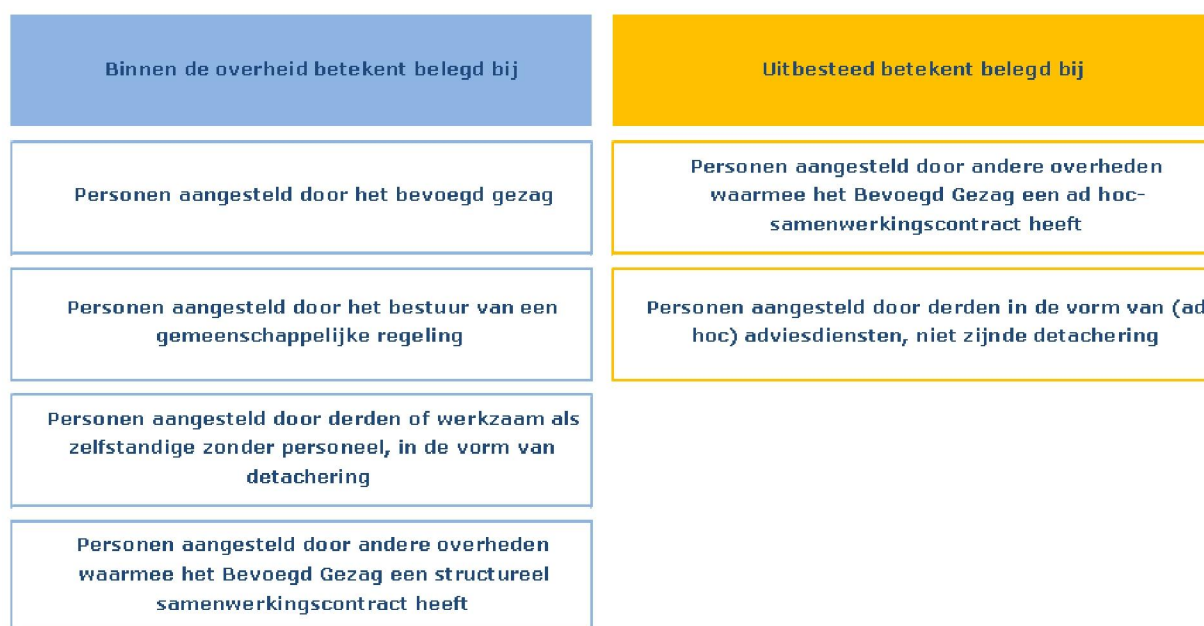 Binnen de overheid betekent belegd bij
Personen aangesteld door het bevoegd gezag
Personen aangesteld door het bestuur van een
gemeenschappelijke regeling
Personen aangesteld door derden of werkzaam als
zelfstandige zonder personeel, in de vorm van
detachering
Personen aangesteld door andere overheden
waarmee het Bevoegd Gezag een structureel
samenwerkingscontract heeft
Uitbesteed betekent belegd bij
Personen aangesteld door andere overheden
waarmee het Bevoegd Gezag een ad hoc-
samenwerkingscontract heeft
Personen aangesteld door derden in de vorm van (ad
hoc) adviesdiensten, niet zijnde detachering